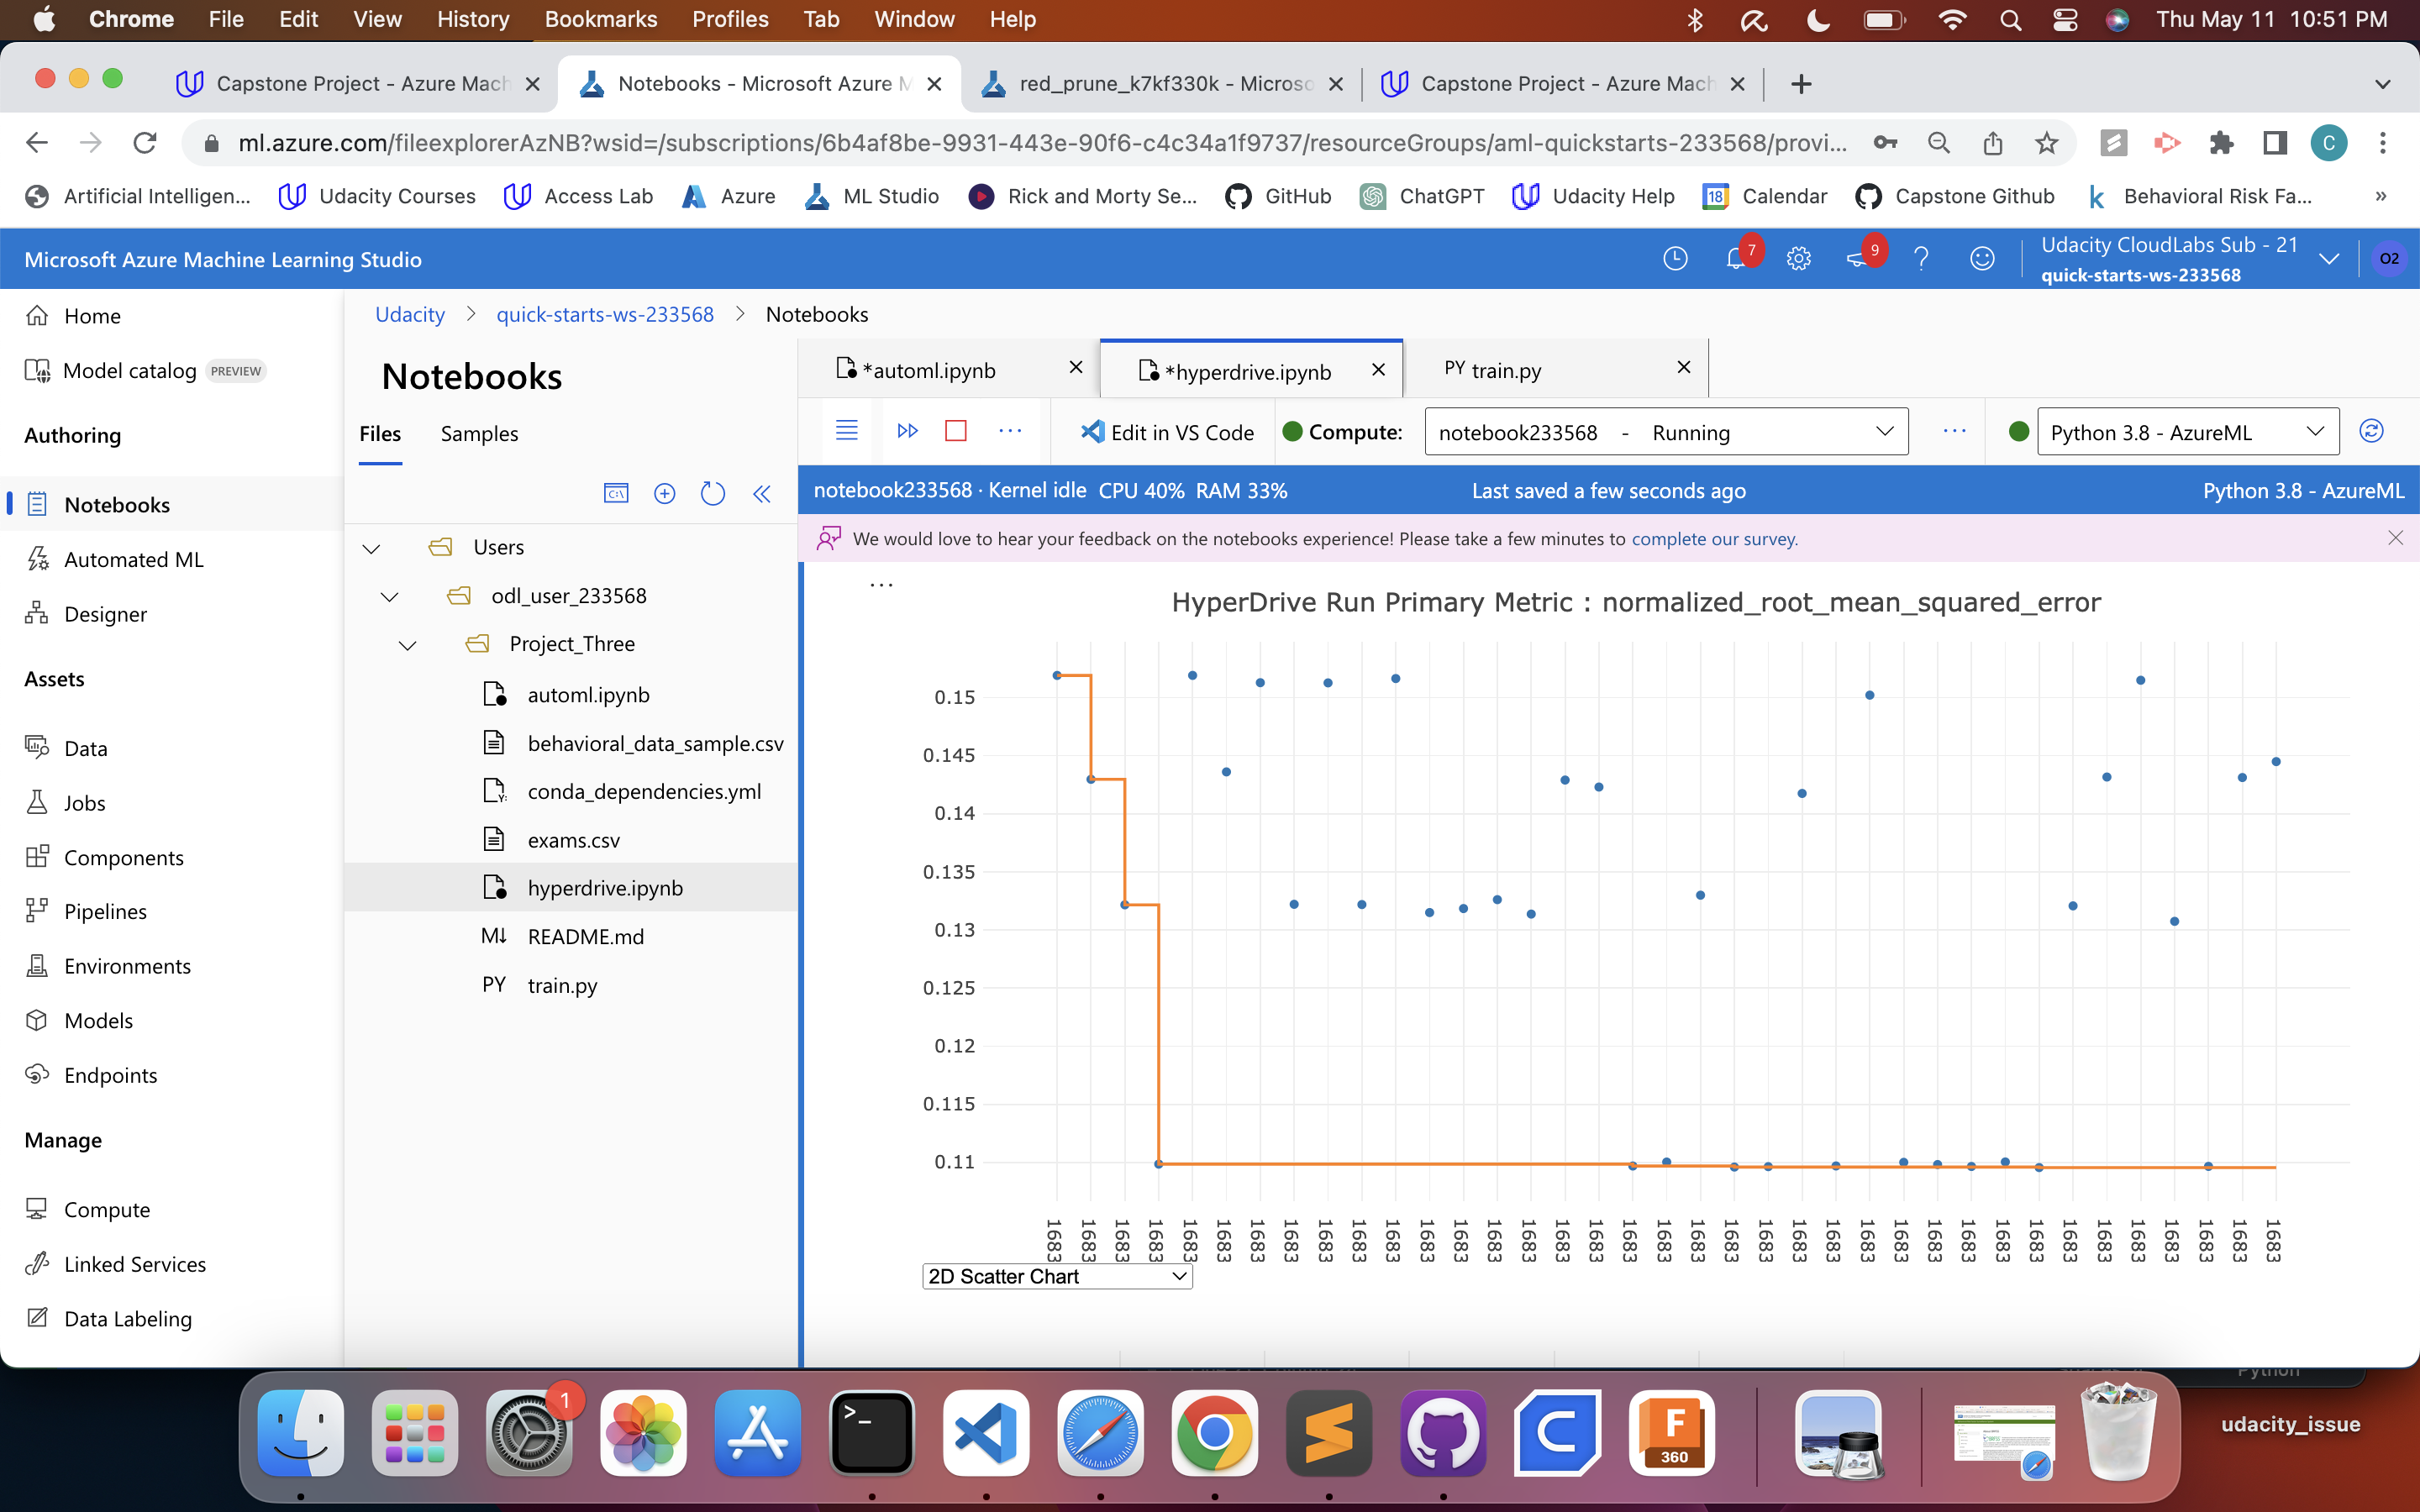 Chrome File Edit View History Bookmarks Profiles Tab Window Help Thu May 11 10:51 PM
Capstone Project - Azure Mach Notebooks - Microsoft Azure M red_prune_k7kf330k - Microso Capstone Project - Azure Mach
ml.azure.com/fileexplorerAzNB?wsid=/subscriptions/6b4af8be-9931-443e-90f6-c4c34a1f9737/resourceGroups/aml-quickstarts-233568/provi... C
Artificial Intelligen... Udacity Courses Access Lab Azure ML Studio Rick and Morty Se... GitHub ChatGPT Udacity Help 18 Calendar Capstone Github k Behavioral Risk Fa... »
Microsoft Azure Machine Learning Studio 7 9 Udacity CloudLabs Sub - 21 O2
quick-starts-ws-233568
Home
Model catalog PREVIEW
Authoring
Notebooks
Automated ML
Designer
Assets
Data
Jobs
Components
Pipelines
Environments
Models
Endpoints
Manage
Compute
Linked Services
Data Labeling
Udacity > quick-starts-ws-233568 > Notebooks
Notebooks
Files Samples
Users
odl_user_233568
Project_Three
automl.ipynb
behavioral_data_sample.csv
conda_dependencies.yml
exams.csv
hyperdrive.ipynb
M↓ README.md
PY train.py
*automl.ipynb *hyperdrive.ipynb PY train.py
Edit in VS Code Compute: notebook233568 - Running Python 3.8 - AzureML
notebook233568 · Kernel idle CPU 40% RAM 33% Last saved a few seconds ago Python 3.8 - AzureML
We would love to hear your feedback on the notebooks experience! Please take a few minutes to complete our survey.
HyperDrive Run Primary Metric : normalized_root_mean_squared_error
0.15
0.145
0.14
0.135
0.13
0.125
0.12
0.115
0.11
1683 1683 1683 1683 1683 1683 1683 1683 1683 1683 1683 1683 1683 1683 1683 1683 1683 1683 1683 1683 1683 1683 1683 1683 1683 1683 1683 1683 1683 1683 1683 1683 1683 1683 1683 1683 1683
2D Scatter Chart
Python
1
F
360
udacity_issue